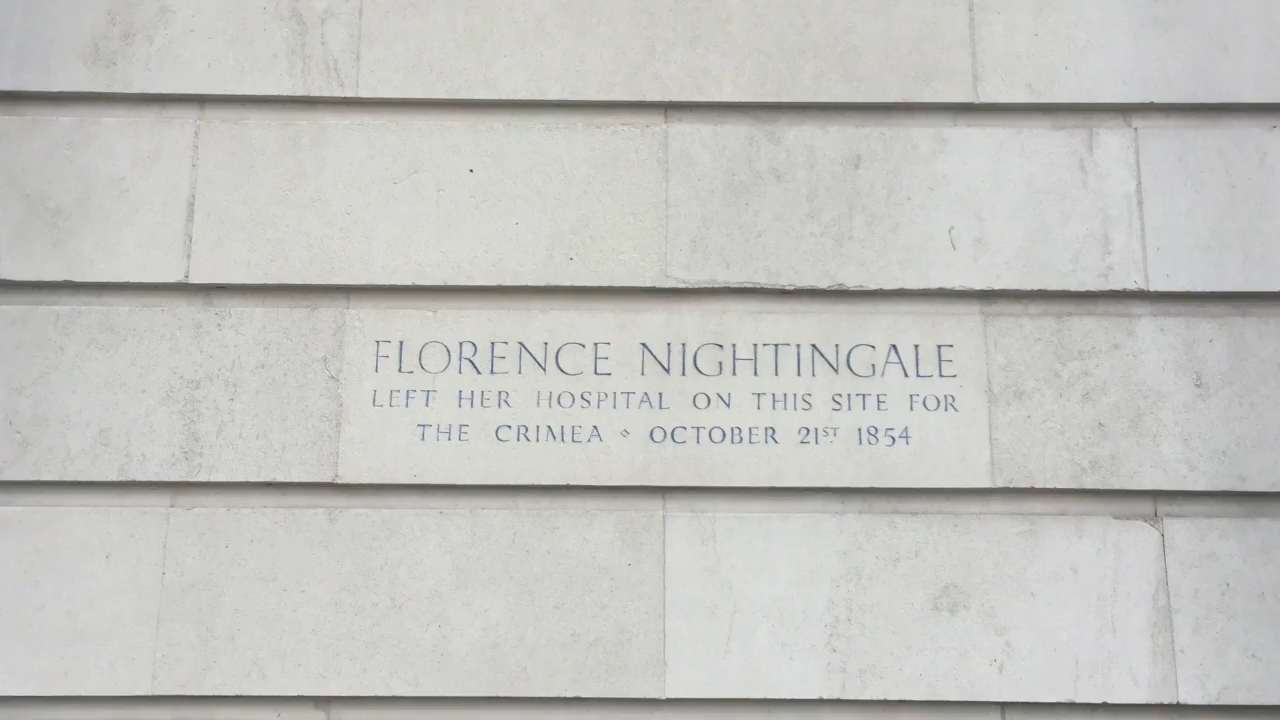 FLORENCE NIGHTINGALE
LEFT HER HOSPITAL ON THIS SITE FOR
THE CRIMEA ⋄ OCTOBER 21ST 1854